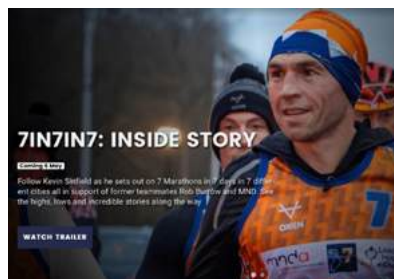 7IN7IN7: INSIDE STORY
Coming 6 May
Follow Kevin Sinfield as he sets out on 7 Marathons in 7 days in 7 differ
ent cities all in support of former teammates Rob Burrow and MND. See
the highs, lows and incredible stories along the way
WATCH TRAILER
OXEN
7
mnda